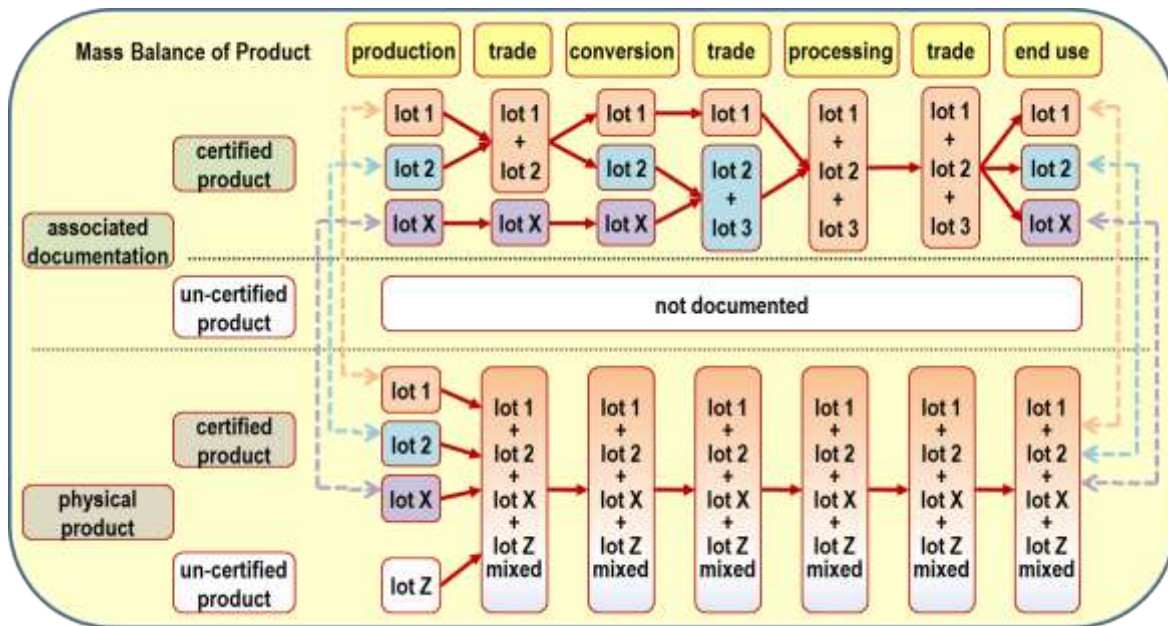 Mass Balance of Product
production
trade
conversion
trade
processing
trade
end use
associated
documentation
certified
product
lot 1
lot 2
lot X
lot 1
+
lot 2
lot X
lot 1
lot 2
lot X
lot 1
lot 2
+
lot 3
lot 1
+
lot 2
+
lot 3
lot 1
+
lot 2
+
lot 3
lot 1
lot 2
lot X
un-certified
product
not documented
physical
product
certified
product
lot 1
lot 2
lot X
un-certified
product
lot Z
lot 1
+
lot 2
+
lot X
+
lot Z
mixed
lot 1
+
lot 2
+
lot X
+
lot Z
mixed
lot 1
+
lot 2
+
lot X
+
lot Z
mixed
lot 1
+
lot 2
+
lot X
+
lot Z
mixed
lot 1
+
lot 2
+
lot X
+
lot Z
mixed
lot 1
+
lot 2
+
lot X
+
lot Z
mixed